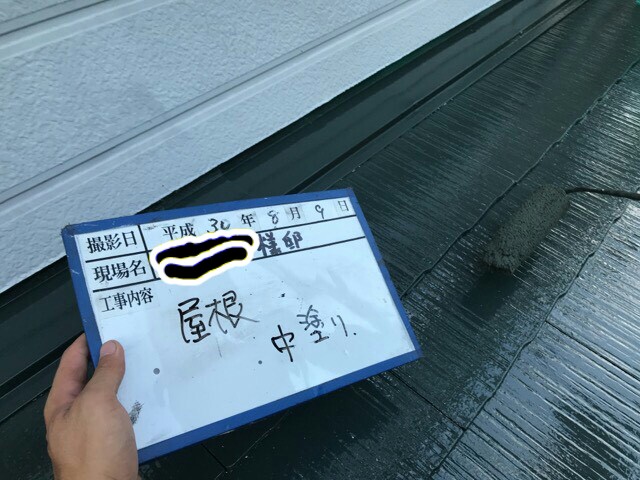 撮影日 平成 30 年 8 月 9 日
現場名 様邸
工事内容
屋根
中塗り